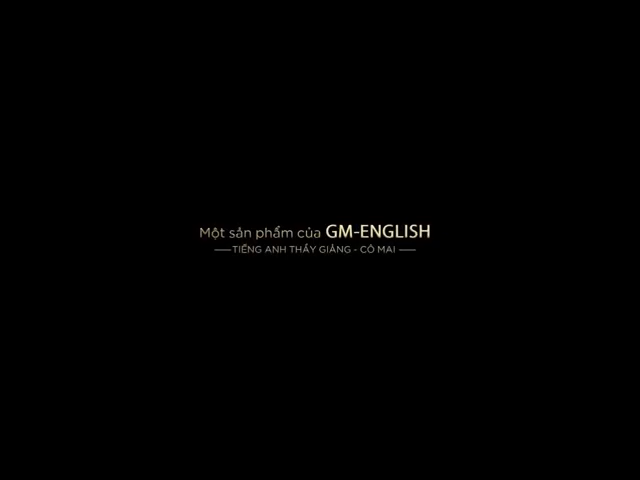 Một sản phẩm của GM-ENGLISH
TIẾNG ANH THẦY GIẢNG - CÔ MAI